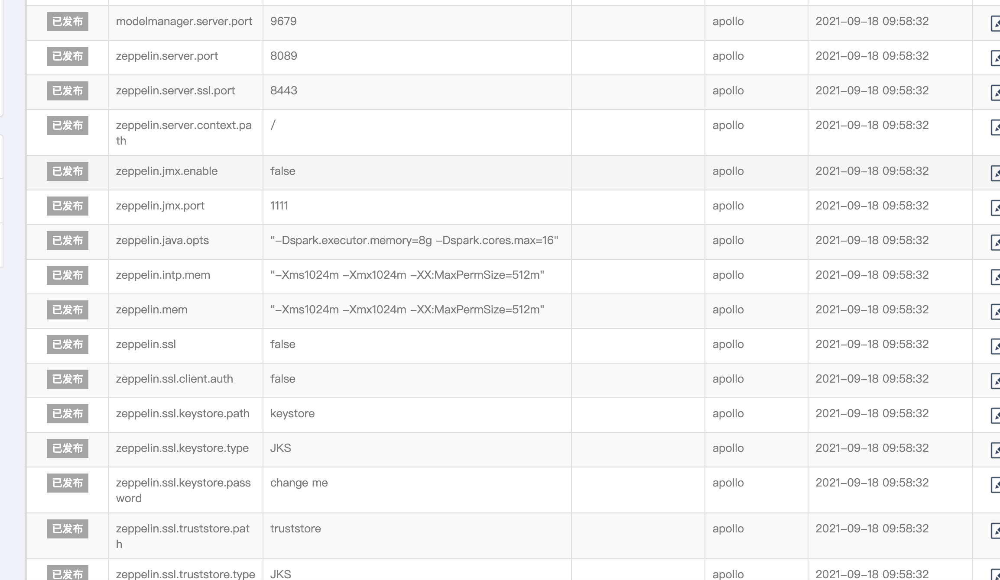 已发布 modelmanager.server.port 9679 apollo 2021-09-18 09:58:32
已发布 zeppelin.server.port 8089 apollo 2021-09-18 09:58:32
已发布 zeppelin.server.ssl.port 8443 apollo 2021-09-18 09:58:32
已发布 zeppelin.server.context.pa / apollo 2021-09-18 09:58:32
th
已发布 zeppelin.jmx.enable false apollo 2021-09-18 09:58:32
已发布 zeppelin.jmx.port 1111 apollo 2021-09-18 09:58:32
已发布 zeppelin.java.opts "-Dspark.executor.memory=8g -Dspark.cores.max=16" apollo 2021-09-18 09:58:32
已发布 zeppelin.intp.mem "-Xms1024m -Xmx1024m -XX:MaxPermSize=512m" apollo 2021-09-18 09:58:32
已发布 zeppelin.mem "-Xms1024m -Xmx1024m -XX:MaxPermSize=512m" apollo 2021-09-18 09:58:32
已发布 zeppelin.ssl false apollo 2021-09-18 09:58:32
已发布 zeppelin.ssl.client.auth false apollo 2021-09-18 09:58:32
已发布 zeppelin.ssl.keystore.path keystore apollo 2021-09-18 09:58:32
已发布 zeppelin.ssl.keystore.type JKS apollo 2021-09-18 09:58:32
已发布 zeppelin.ssl.keystore.pass change me apollo 2021-09-18 09:58:32
word
已发布 zeppelin.ssl.truststore.pat truststore apollo 2021-09-18 09:58:32
h
已发布 zeppelin.ssl.truststore.type JKS apollo 2021-09-18 09:58:32